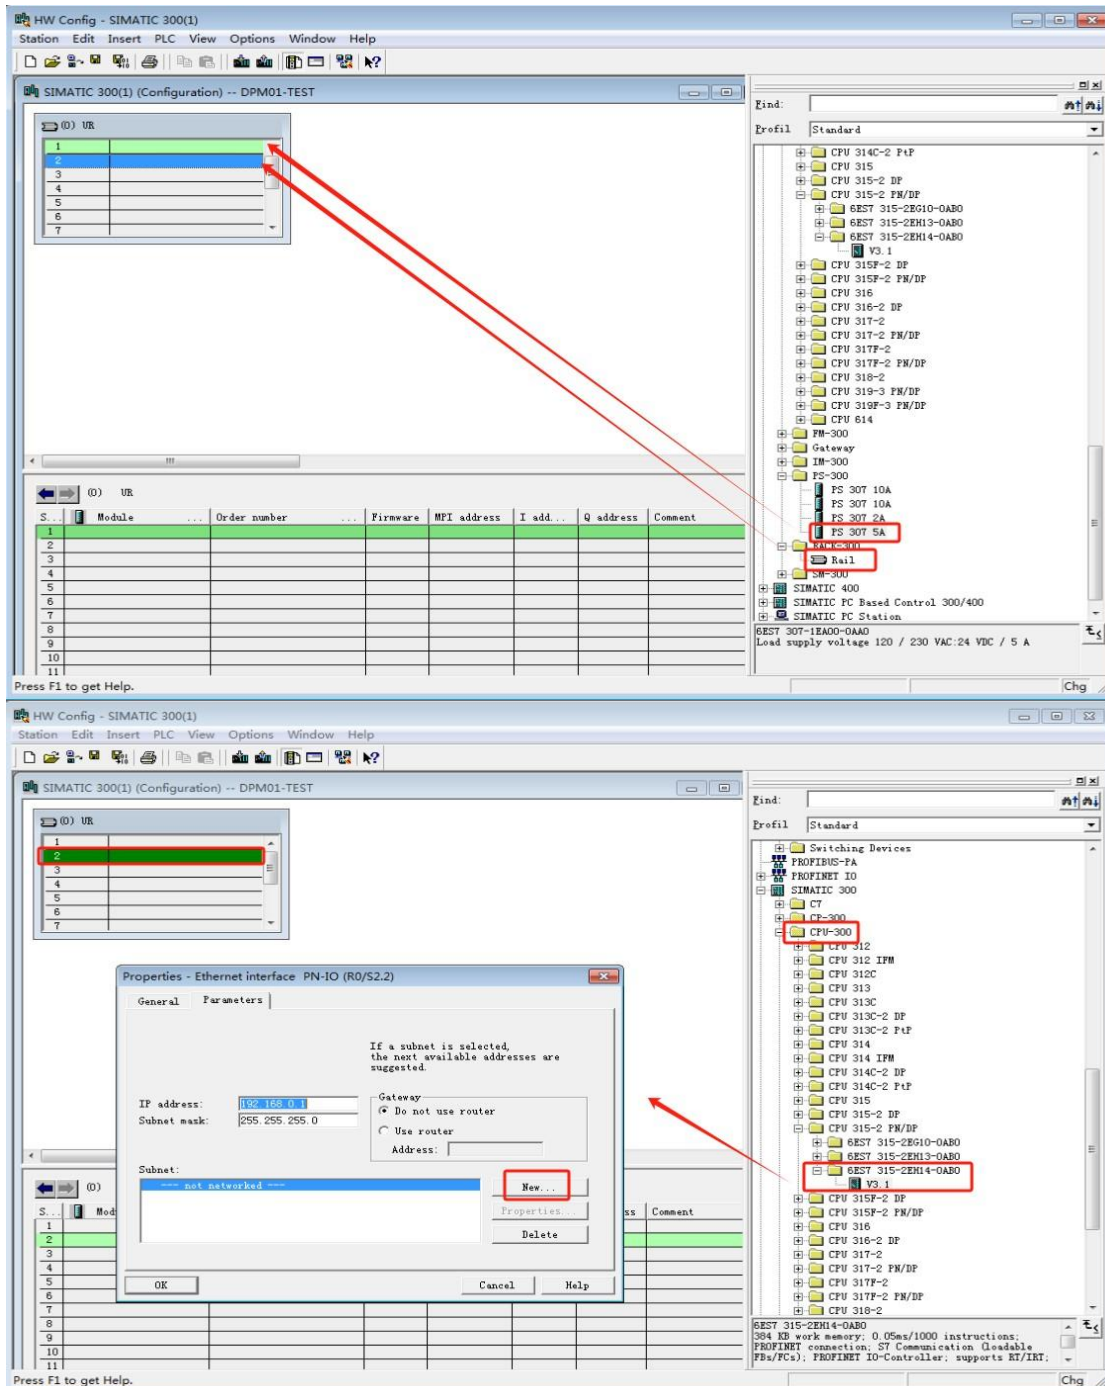 HW Config - SIMATIC 300(1)
Station Edit Insert PLC View Options Window Help
SIMATIC 300(1) (Configuration) -- DPM01-TEST
(0) UR
1
2
3
4
5
6
7
Find:
Profil Standard
CPU 314C-2 PtP
CPU 315
CPU 315-2 DP
CPU 315-2 PN/DP
6ES7 315-2EG10-0AB0
6ES7 315-2EH13-0AB0
6ES7 315-2EH14-0AB0
V3.1
CPU 315F-2 DP
CPU 315F-2 PN/DP
CPU 316
CPU 316-2 DP
CPU 317-2
CPU 317-2 PN/DP
CPU 317F-2
CPU 317F-2 PN/DP
CPU 318-2
CPU 319-3 PN/DP
CPU 319F-3 PN/DP
CPU 614
FM-300
Gateway
IM-300
PS-300
PS 307 10A
PS 307 10A
PS 307 2A
PS 307 5A
RACK-300
Rail
SM-300
SIMATIC 400
SIMATIC PC Based Control 300/400
SIMATIC PC Station
6ES7 307-1EA00-0AA0
Load supply voltage 120 / 230 VAC:24 VDC / 5 A
(0) UR
S... Module ... Order number ... Firmware MPI address I add... Q address Comment
1
2
3
4
5
6
7
8
9
10
11
Press F1 to get Help.
Chg
HW Config - SIMATIC 300(1)
Station Edit Insert PLC View Options Window Help
SIMATIC 300(1) (Configuration) -- DPM01-TEST
(0) UR
1
2
3
4
5
6
7
Find:
Profil Standard
Switching Devices
PROFIBUS-PA
PROFINET IO
SIMATIC 300
C7
CP-300
CPU-300
CPU 312
CPU 312 IFM
CPU 312C
CPU 313
CPU 313C
CPU 313C-2 DP
CPU 313C-2 PtP
CPU 314
CPU 314 IFM
CPU 314C-2 DP
CPU 314C-2 PtP
CPU 315
CPU 315-2 DP
CPU 315-2 PN/DP
6ES7 315-2EG10-0AB0
6ES7 315-2EH13-0AB0
6ES7 315-2EH14-0AB0
V3.1
CPU 315F-2 DP
CPU 315F-2 PN/DP
CPU 316
CPU 316-2 DP
CPU 317-2
CPU 317-2 PN/DP
CPU 317F-2
CPU 317F-2 PN/DP
CPU 318-2
6ES7 315-2EH14-0AB0
384 KB work memory; 0.05ms/1000 instructions;
PROFINET connection; S7 Communication (loadable
FBs/FCs); PROFINET IO-Controller; supports RT/IRT;
Properties - Ethernet interface PN-IO (R0/S2.2)
General Parameters
If a subnet is selected,
the next available addresses are
suggested.
IP address: 192.168.0.1
Subnet mask: 255.255.255.0
Gateway
Do not use router
Use router
Address:
Subnet:
--- not networked ---
New...
Properties...
Delete
OK Cancel Help
(0)
S... Mod ss Comment
1
2
3
4
5
6
7
8
9
10
11
Press F1 to get Help.
Chg